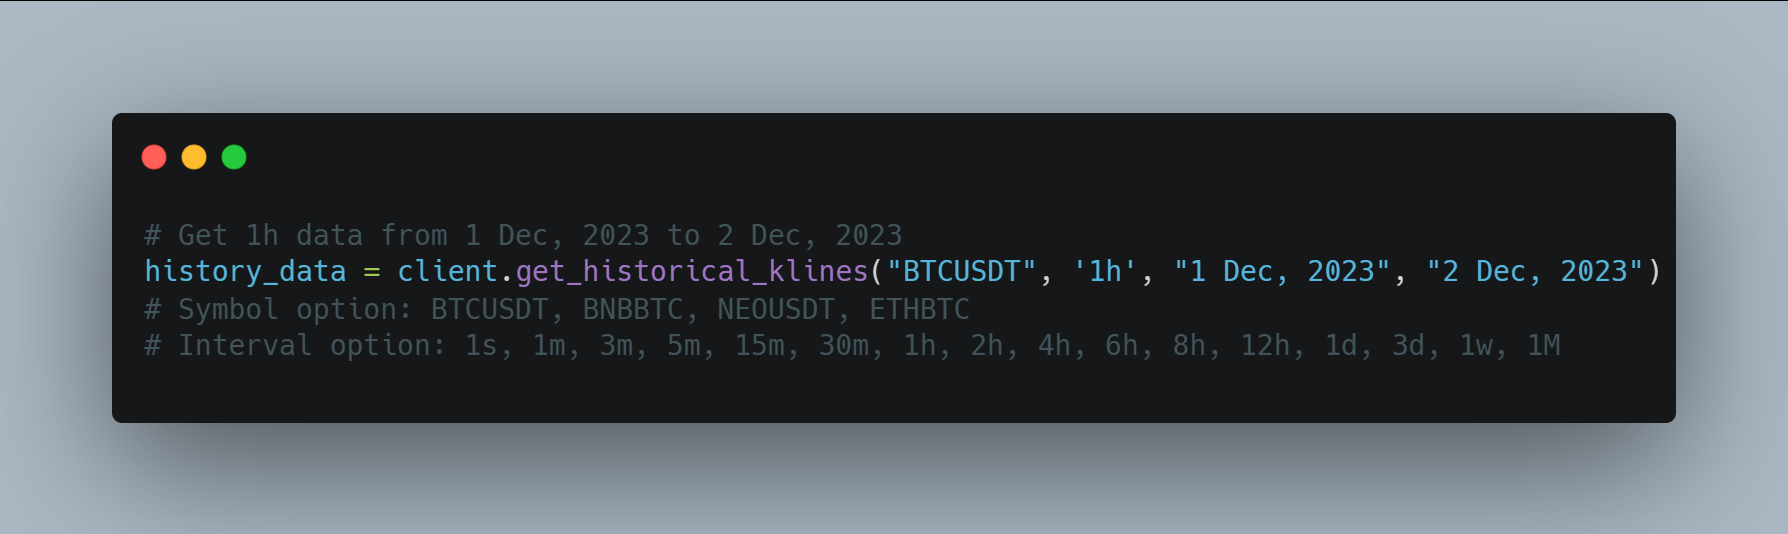 # Get 1h data from 1 Dec, 2023 to 2 Dec, 2023
history_data = client.get_historical_klines("BTCUSDT", '1h', "1 Dec, 2023", "2 Dec, 2023")
# Symbol option: BTCUSDT, BNBBTC, NEOUSDT, ETHBTC
# Interval option: 1s, 1m, 3m, 5m, 15m, 30m, 1h, 2h, 4h, 6h, 8h, 12h, 1d, 3d, 1w, 1M